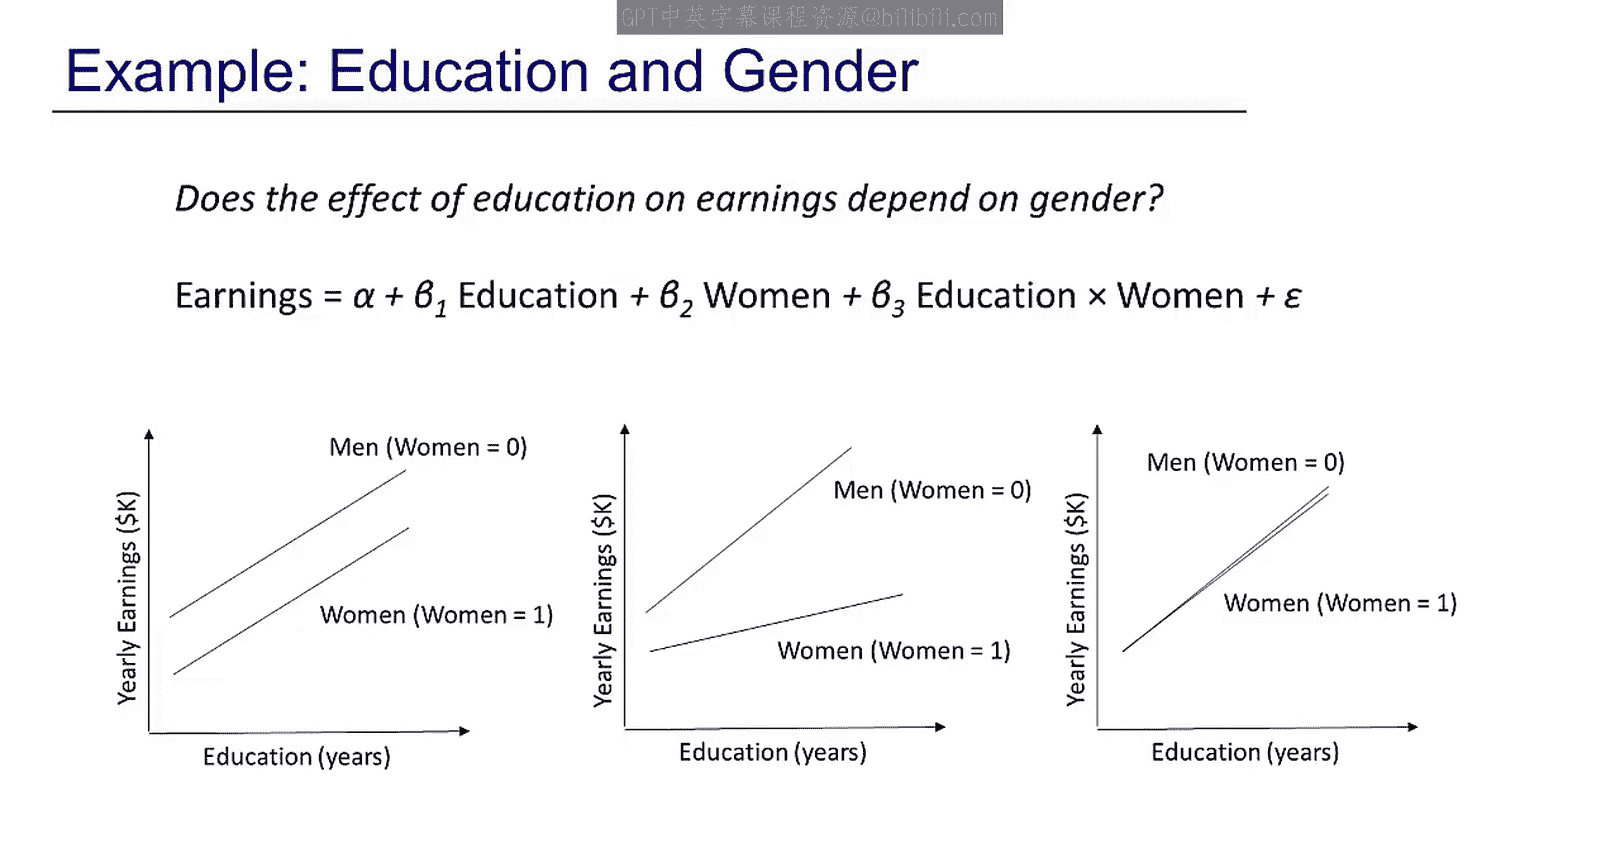 GPT中英字幕课程资源@bilibili.com
Example: Education and Gender
Does the effect of education on earnings depend on gender?
Earnings = α + β1 Education + β2 Women + β3 Education × Women + ε
Yearly Earnings ($K)
Men (Women = 0)
Women (Women = 1)
Education (years)
Yearly Earnings ($K)
Men (Women = 0)
Women (Women = 1)
Education (years)
Yearly Earnings ($K)
Men (Women = 0)
Women (Women = 1)
Education (years)